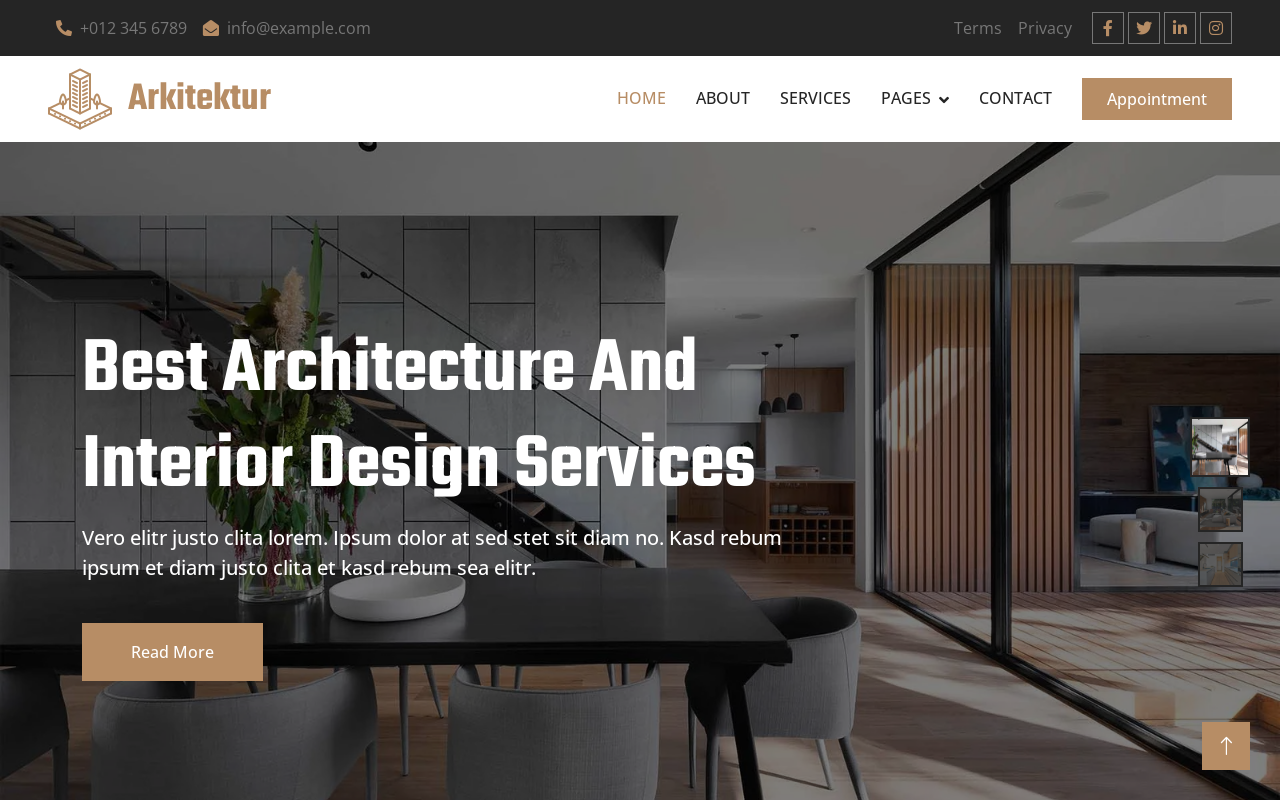 +012 345 6789 info@example.com Terms Privacy
Arkitektur
HOME ABOUT SERVICES PAGES CONTACT Appointment
Best Architecture And
Interior Design Services
Vero elitr justo clita lorem. Ipsum dolor at sed stet sit diam no. Kasd rebum
ipsum et diam justo clita et kasd rebum sea elitr.
Read More